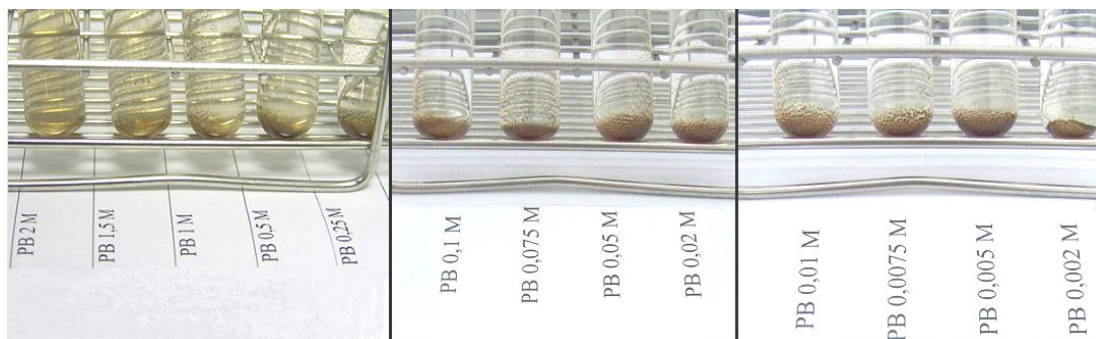 PB 2 M
PB 1,5 M
PB 1 M
PB 0,5 M
PB 0,25 M
PB 0,1 M
PB 0,075 M
PB 0,05 M
PB 0,02 M
PB 0,01 M
PB 0,0075 M
PB 0,005 M
PB 0,002 M